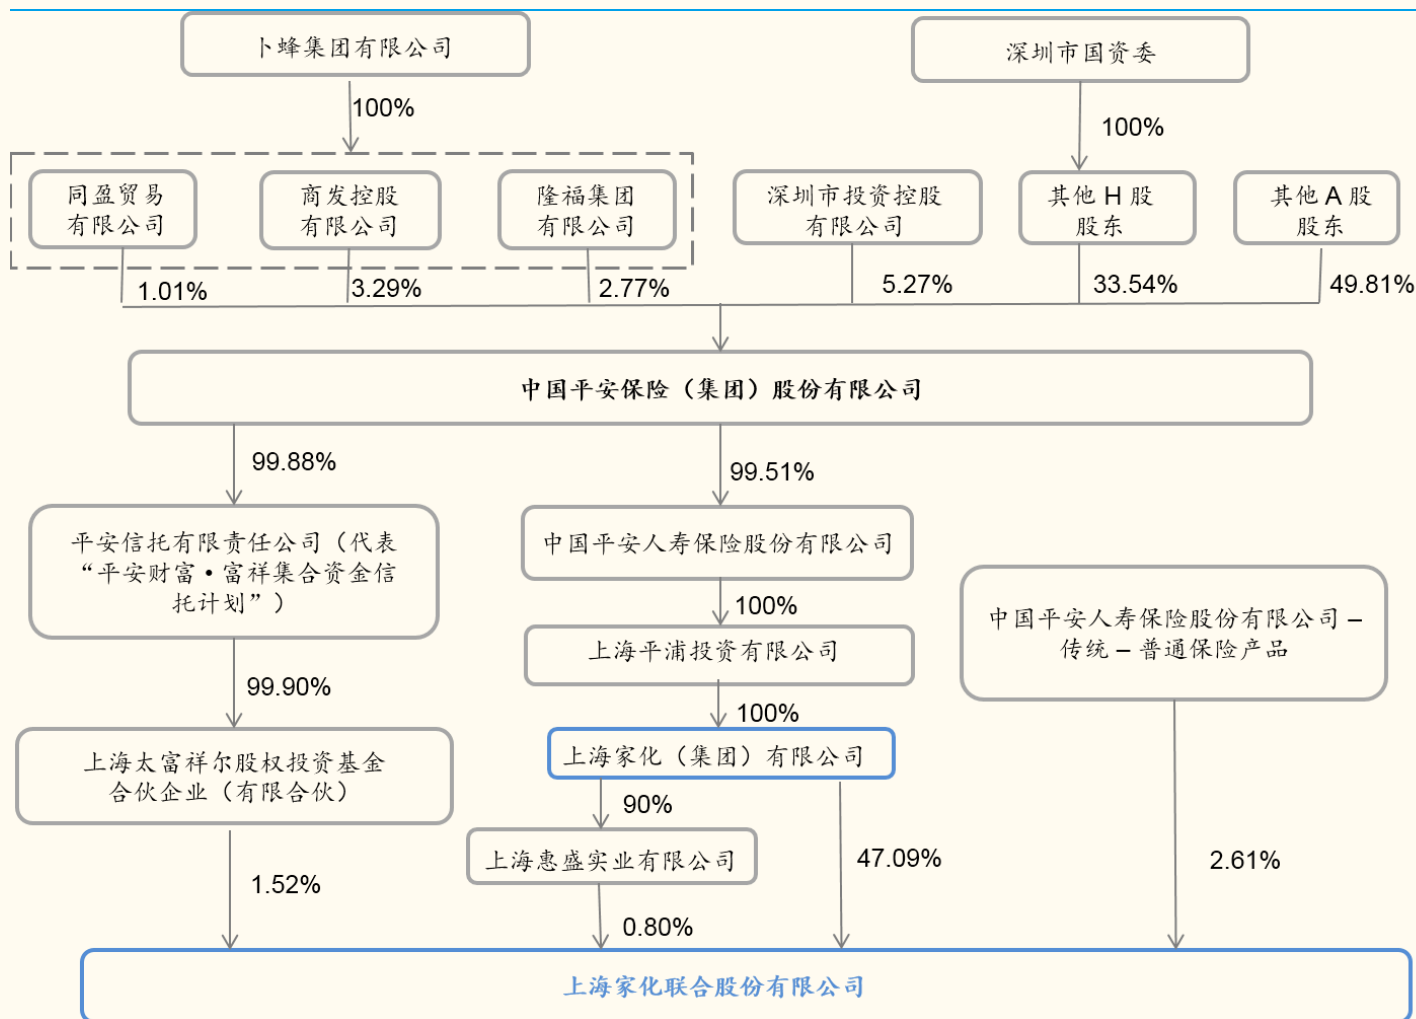 卜蜂集团有限公司
深圳市国资委
100%
100%
同盈贸易
有限公司
商发控股
有限公司
隆福集团
有限公司
深圳市投资控股
有限公司
其他 H 股
股东
其他 A 股
股东
1.01%
3.29%
2.77%
5.27%
33.54%
49.81%
中国平安保险（集团）股份有限公司
99.88%
99.51%
平安信托有限责任公司（代表
“平安财富·富祥集合资金信
托计划”）
中国平安人寿保险股份有限公司
100%
上海平浦投资有限公司
中国平安人寿保险股份有限公司 –
传统 – 普通保险产品
99.90%
100%
上海太富祥尔股权投资基金
合伙企业（有限合伙）
上海家化（集团）有限公司
90%
上海惠盛实业有限公司
47.09%
2.61%
1.52%
0.80%
上海家化联合股份有限公司